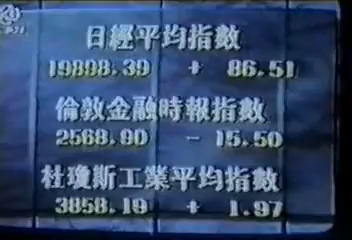 日經平均指數
19898.39 + 86.51
倫敦金融時報指數
2568.90 - 15.50
杜瓊斯工業平均指數
3858.19 + 1.97